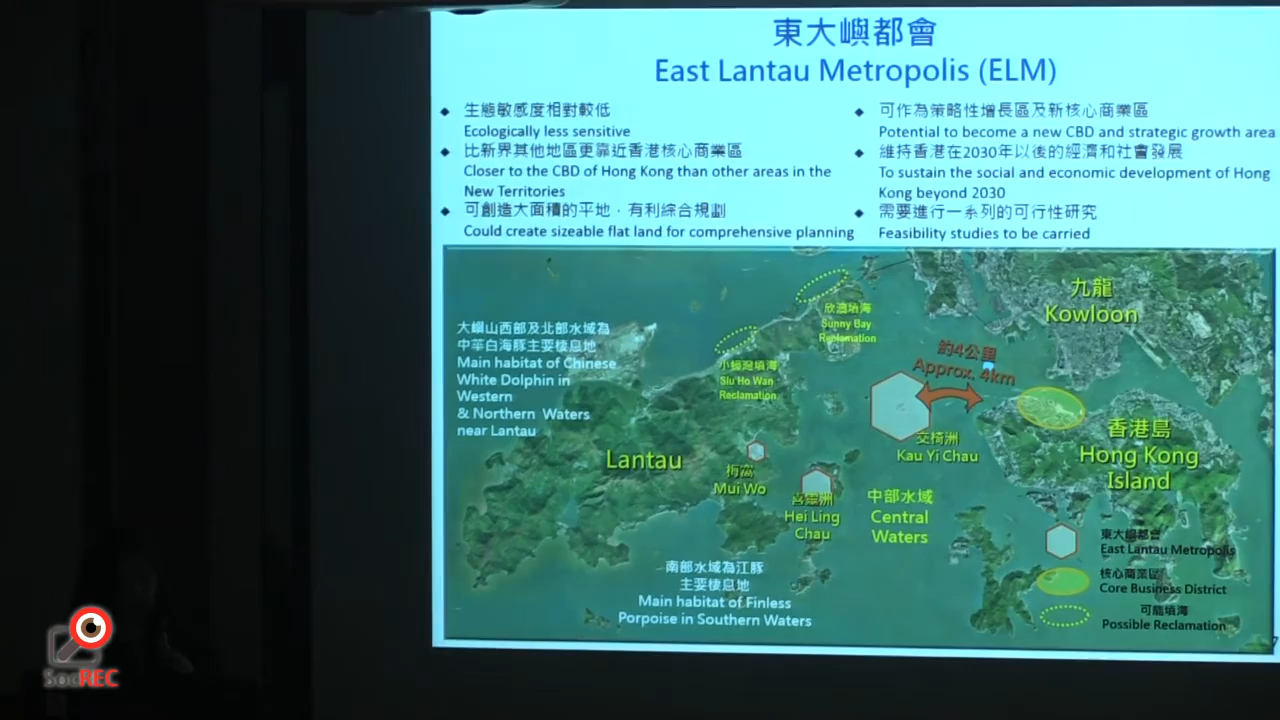 東大嶼都會
East Lantau Metropolis (ELM)
生態敏感度相對較低
Ecologically less sensitive
比新界其他地區更靠近香港核心商業區
Closer to the CBD of Hong Kong than other areas in the
New Territories
可創造大面積的平地，有利綜合規劃
Could create sizeable flat land for comprehensive planning
可作為策略性增長區及新核心商業區
Potential to become a new CBD and strategic growth area
維持香港在2030年以後的經濟和社會發展
To sustain the social and economic development of Hong
Kong beyond 2030
需要進行一系列的可行性研究
Feasibility studies to be carried
大嶼山西部及北部水域為
中華白海豚主要棲息地
Main habitat of Chinese
White Dolphin in
Western
& Northern Waters
near Lantau
欣澳填海
Sunny Bay
Reclamation
小蠔灣填海
Siu Ho Wan
Reclamation
九龍
Kowloon
約4公里
Approx. 4km
交椅洲
Kau Yi Chau
香港島
Hong Kong
Island
Lantau
梅窩
Mui Wo
喜靈洲
Hei Ling
Chau
中部水域
Central
Waters
南部水域為江豚
主要棲息地
Main habitat of Finless
Porpoise in Southern Waters
東大嶼都會
East Lantau Metropolis
核心商業區
Core Business District
可能填海
Possible Reclamation
7
SocREC